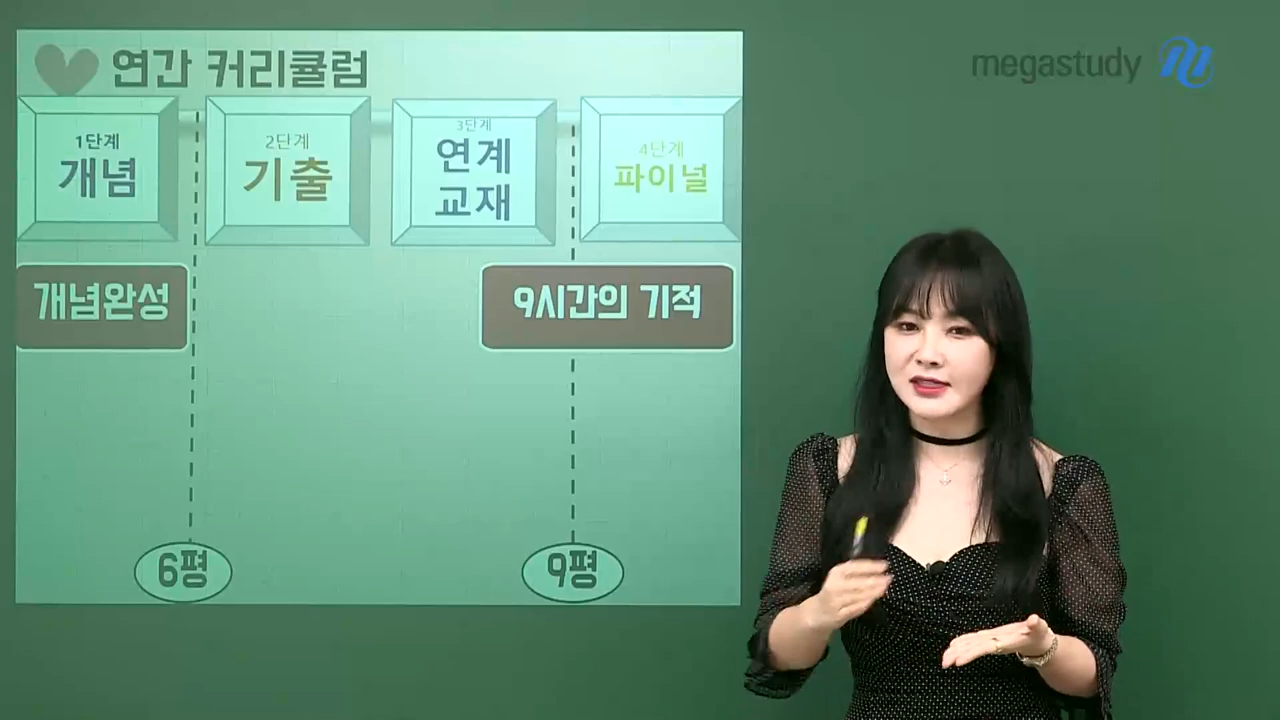 연간 커리큘럼
megastudy
1단계
개념
2단계
기출
3단계
연계
교재
4단계
파이널
개념완성
9시간의 기적
6평
9평